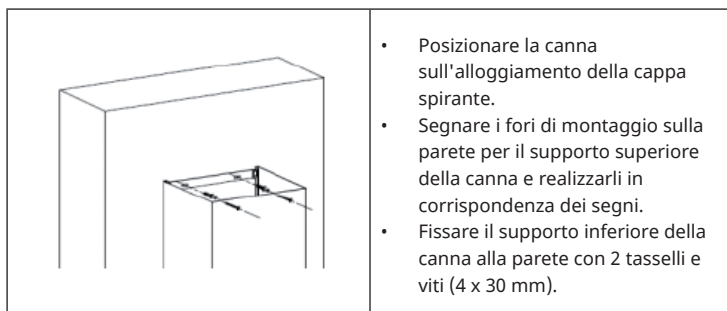 • Posizionare la canna
sull'alloggiamento della cappa
spirante.
• Segnare i fori di montaggio sulla
parete per il supporto superiore
della canna e realizzarli in
corrispondenza dei segni.
• Fissare il supporto inferiore della
canna alla parete con 2 tasselli e
viti (4 x 30 mm).